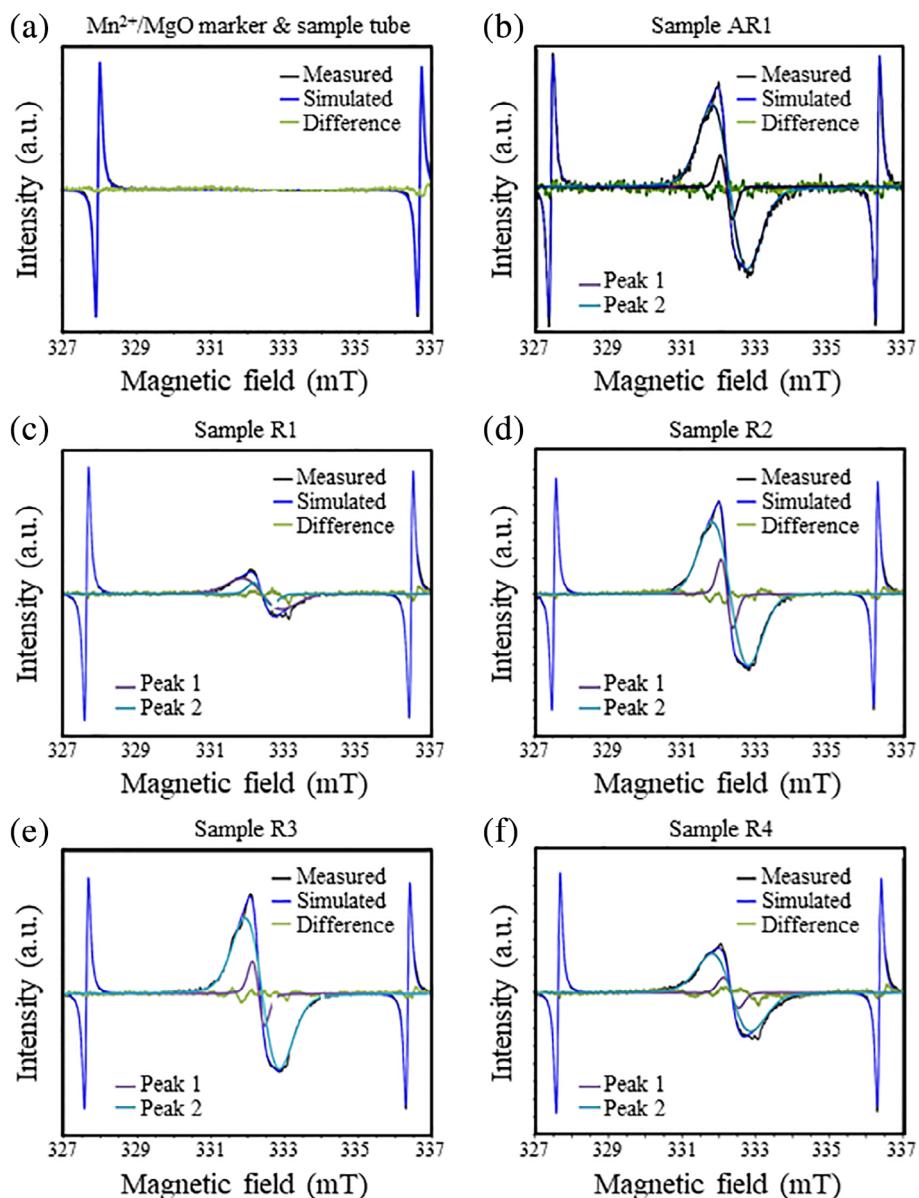 (a)
Mn²⁺/MgO marker & sample tube
Intensity (a.u.)
Measured
Simulated
Difference
327 329 331 333 335 337
Magnetic field (mT)
(b)
Sample AR1
Intensity (a.u.)
Measured
Simulated
Difference
Peak 1
Peak 2
327 329 331 333 335 337
Magnetic field (mT)
(c)
Sample R1
Intensity (a.u.)
Measured
Simulated
Difference
Peak 1
Peak 2
327 329 331 333 335 337
Magnetic field (mT)
(d)
Sample R2
Intensity (a.u.)
Measured
Simulated
Difference
Peak 1
Peak 2
327 329 331 333 335 337
Magnetic field (mT)
(e)
Sample R3
Intensity (a.u.)
Measured
Simulated
Difference
Peak 1
Peak 2
327 329 331 333 335 337
Magnetic field (mT)
(f)
Sample R4
Intensity (a.u.)
Measured
Simulated
Difference
Peak 1
Peak 2
327 329 331 333 335 337
Magnetic field (mT)